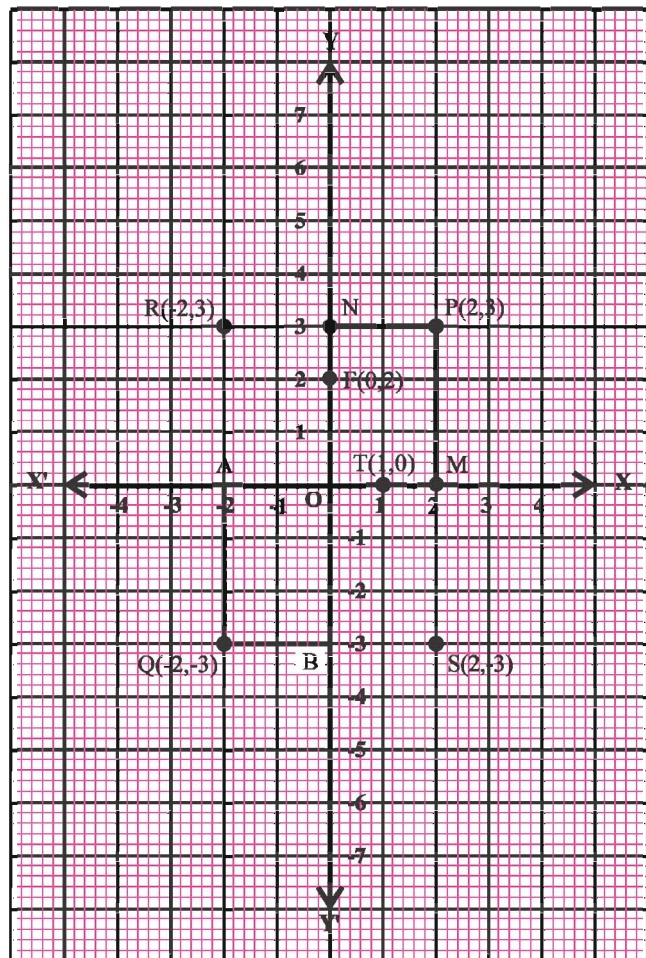 Y
7
6
5
4
R(-2,3) 3 N P(2,3)
2 F(0,2)
1
X' A T(1,0) M X
-4 -3 -2 -1 O 1 2 3 4
-1
-2
-3
Q(-2,-3) B S(2,-3)
-4
-5
-6
-7
Y'